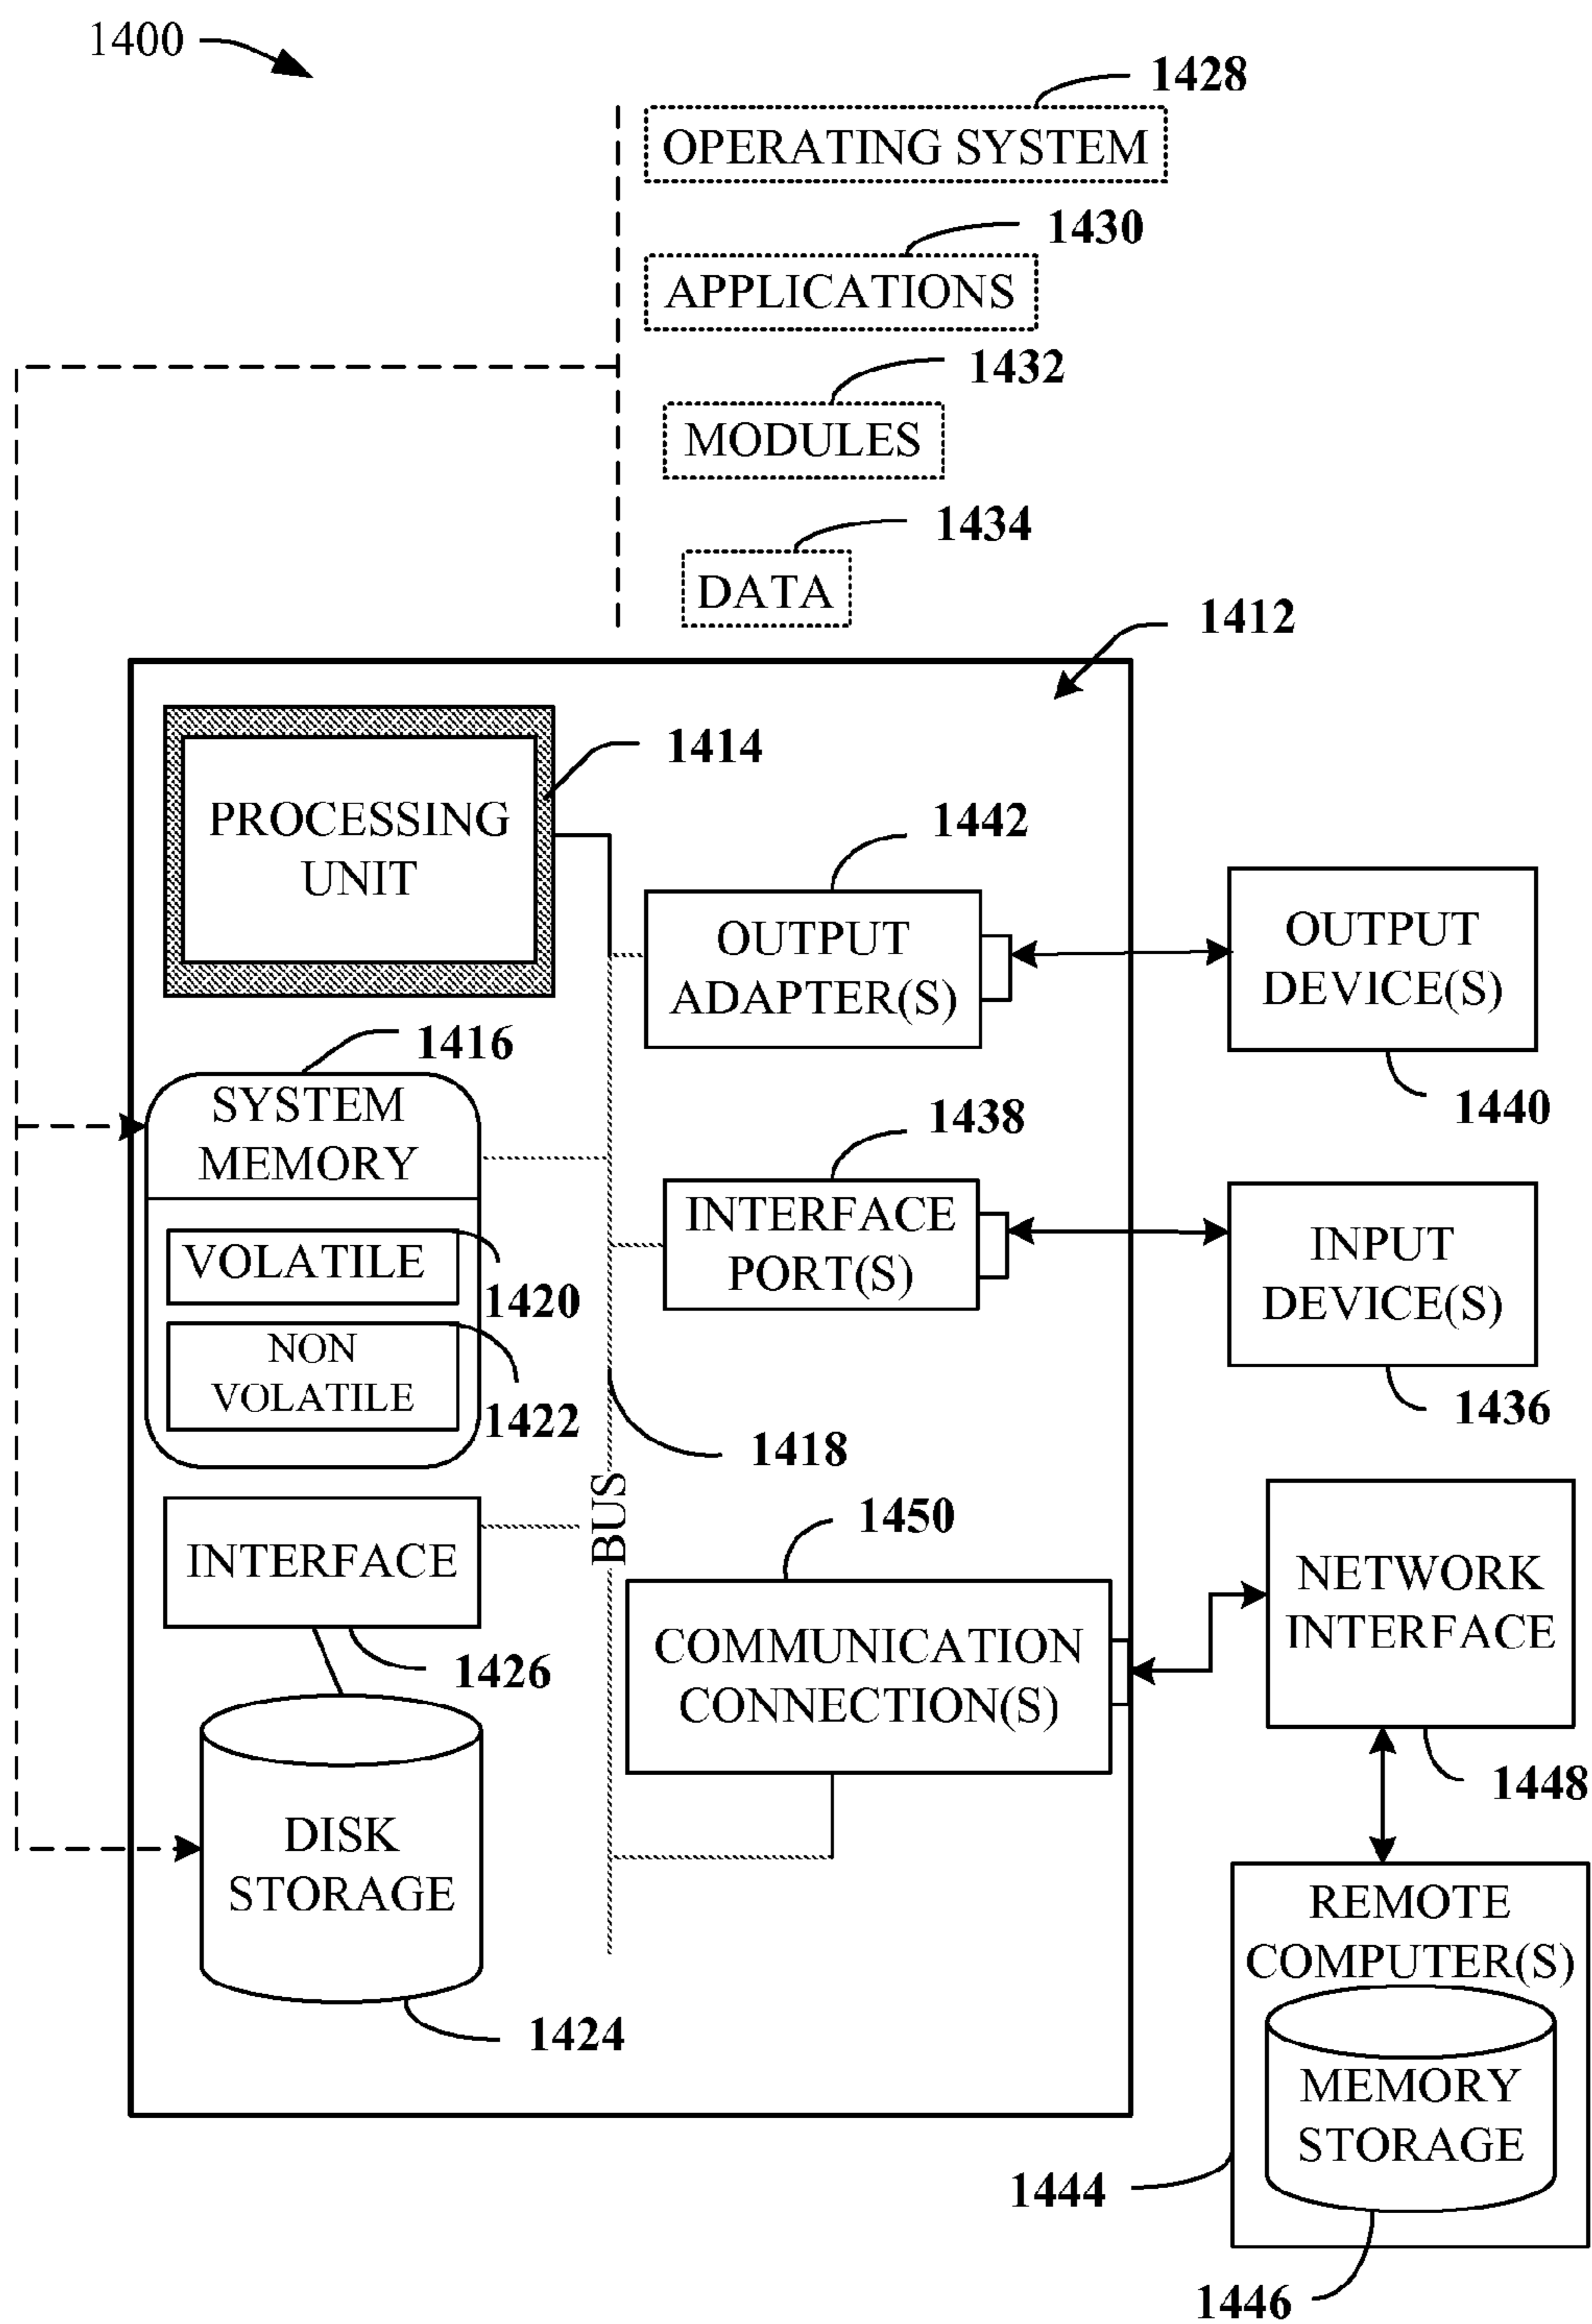 1400
1428
OPERATING SYSTEM
1430
APPLICATIONS
1432
MODULES
1434
DATA
1412
PROCESSING
UNIT
1414
1442
OUTPUT
ADAPTER(S)
OUTPUT
DEVICE(S)
1440
1416
SYSTEM
MEMORY
VOLATILE
1420
NON
VOLATILE
1422
1438
INTERFACE
PORT(S)
INPUT
DEVICE(S)
1436
1418
BUS
INTERFACE
1426
1450
COMMUNICATION
CONNECTION(S)
NETWORK
INTERFACE
1448
DISK
STORAGE
1424
REMOTE
COMPUTER(S)
MEMORY
STORAGE
1444
1446